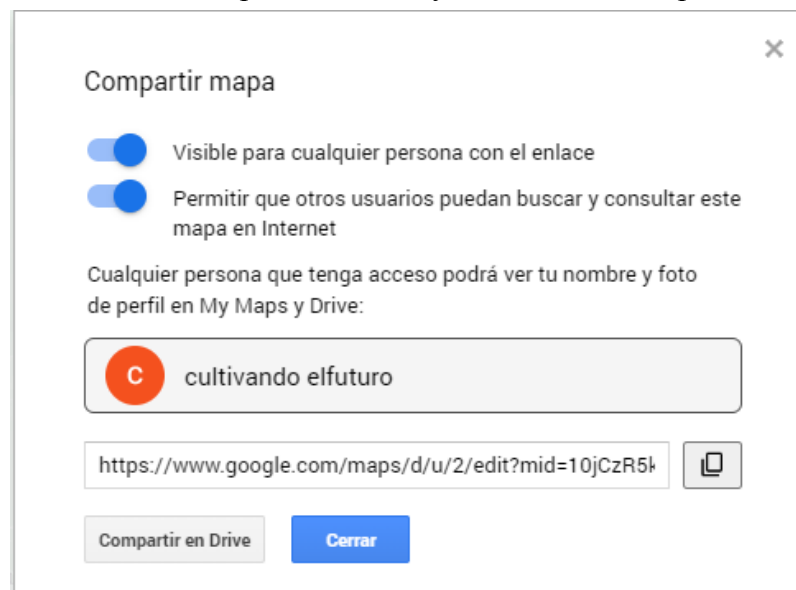 Compartir mapa
Visible para cualquier persona con el enlace
Permitir que otros usuarios puedan buscar y consultar este
mapa en Internet
Cualquier persona que tenga acceso podrá ver tu nombre y foto
de perfil en My Maps y Drive:
C cultivando elfuturo
https://www.google.com/maps/d/u/2/edit?mid=10jCzR5k
Compartir en Drive Cerrar